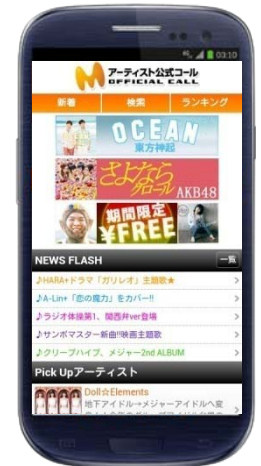 03:10
アーティスト公式コール
OFFICIAL CALL
新着
検索
ランキング
OCEAN
東方神起
さよなら
クロール
AKB48
期間限定
¥FREE
NEWS FLASH
一覧
♪HARA+ドラマ「ガリレオ」主題歌★
♪A-Lin+「恋の魔力」をカバー!!
♪ラジオ体操第1、関西弁ver登場
♪サンボマスター新曲!!映画主題歌
♪クリープハイプ、メジャー2nd ALBUM
Pick Upアーティスト
Doll☆Elements
地下アイドル→メジャーアイドルへ変